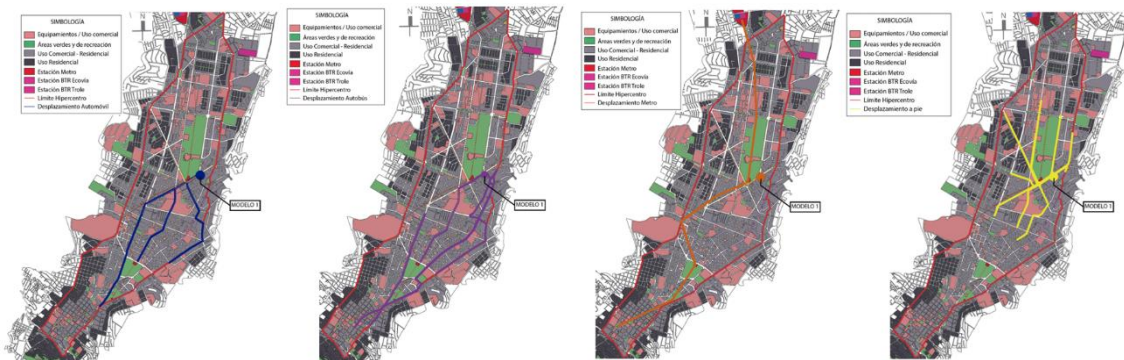 SIMBOLOGÍA
Equipamientos / Uso comercial
Áreas verdes y de recreación
Uso Comercial - Residencial
Uso Residencial
Estación Metro
Estación BTR Ecovía
Estación BTR Trole
Límite Hipercentro
Desplazamiento Automóvil
N
MODELO 1
SIMBOLOGÍA
Equipamientos / Uso comercial
Áreas verdes y de recreación
Uso Comercial - Residencial
Uso Residencial
Estación Metro
Estación BTR Ecovía
Estación BTR Trole
Límite Hipercentro
Desplazamiento Autobús
N
MODELO 1
SIMBOLOGÍA
Equipamientos / Uso comercial
Áreas verdes y de recreación
Uso Comercial - Residencial
Uso Residencial
Estación Metro
Estación BTR Ecovía
Estación BTR Trole
Límite Hipercentro
Desplazamiento Metro
N
MODELO 1
SIMBOLOGÍA
Equipamientos / Uso comercial
Áreas verdes y de recreación
Uso Comercial - Residencial
Uso Residencial
Estación Metro
Estación BTR Ecovía
Estación BTR Trole
Límite Hipercentro
Desplazamiento a pie
N
MODELO 1